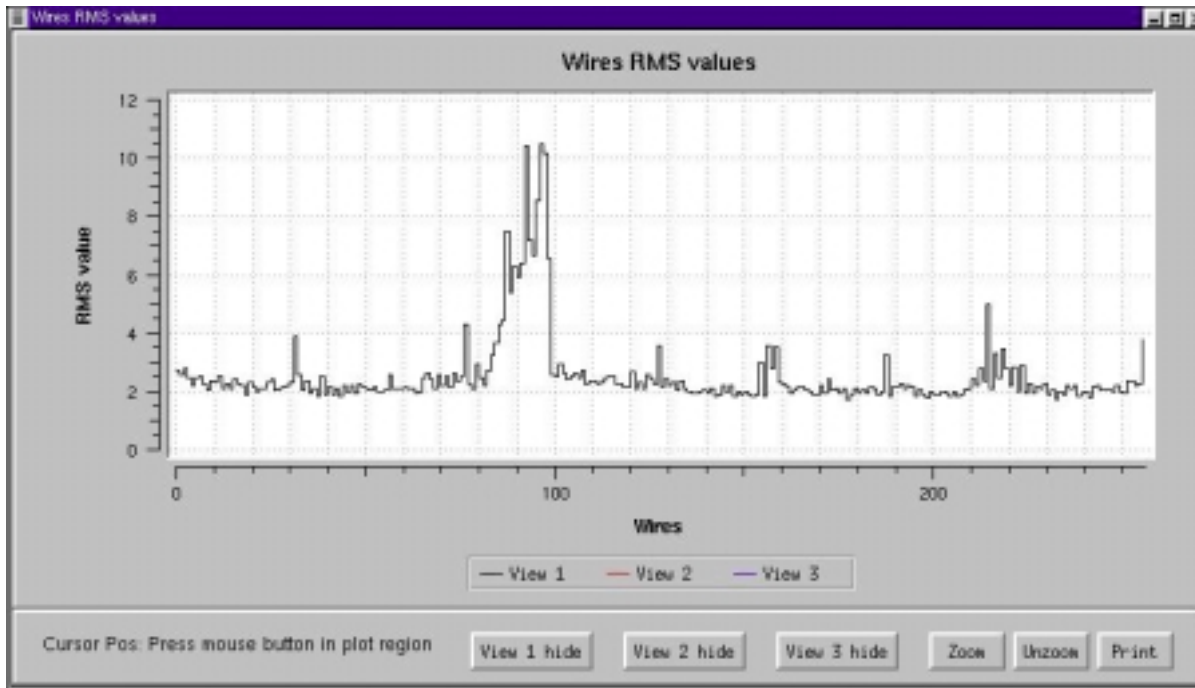 Wires RMS values
Wires RMS values
12
10
8
6
4
2
0
RMS value
0 100 200
Wires
View 1 View 2 View 3
Cursor Pos: Press mouse button in plot region View 1 hide View 2 hide View 3 hide Zoom Unzoom Print